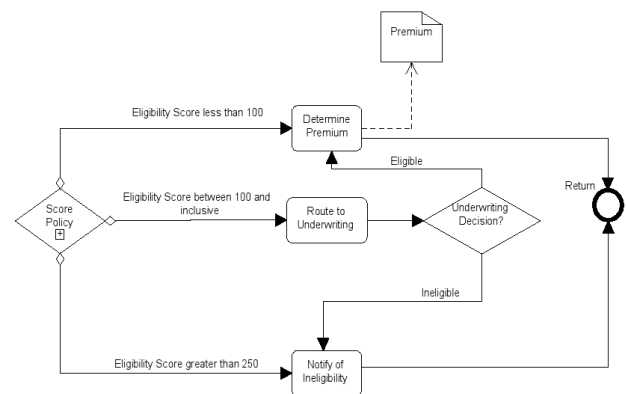 Premium
Eligibility Score less than 100
Determine
Premium
Eligible
Return
Score
Policy
Eligibility Score between 100 and
inclusive
Route to
Underwriting
Underwriting
Decision?
Ineligible
Eligibility Score greater than 250
Notify of
Ineligibility